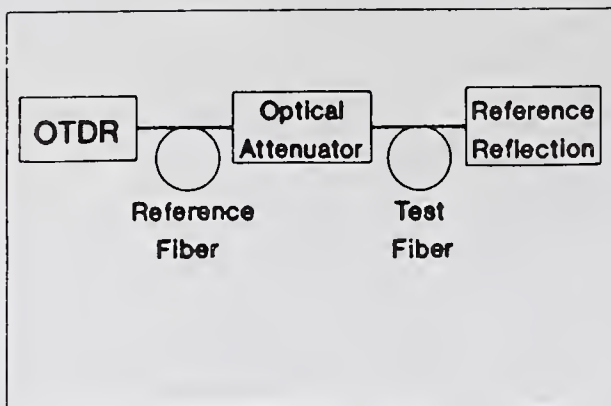 OTDR
Optical
Attenuator
Reference
Reflection
Reference
Fiber
Test
Fiber